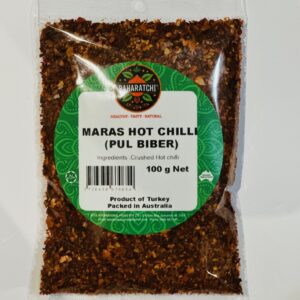 BAHARATCHI
HEALTHY · TASTY · NATURAL
MARAS HOT CHILLI
(PUL BIBER)
Ingredients :Crushed Hot chilli
100 g Net
Product of Turkey
Packed in Australia